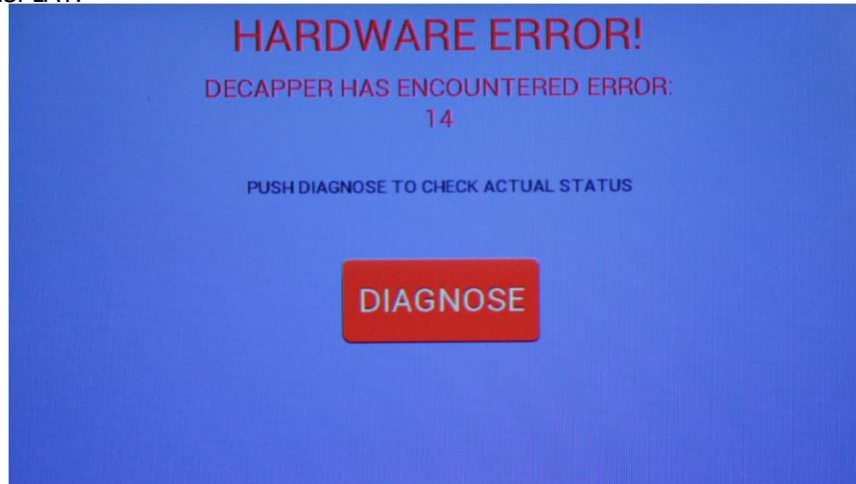 HARDWARE ERROR!
DECAPPER HAS ENCOUNTERED ERROR:
14
PUSH DIAGNOSE TO CHECK ACTUAL STATUS
DIAGNOSE